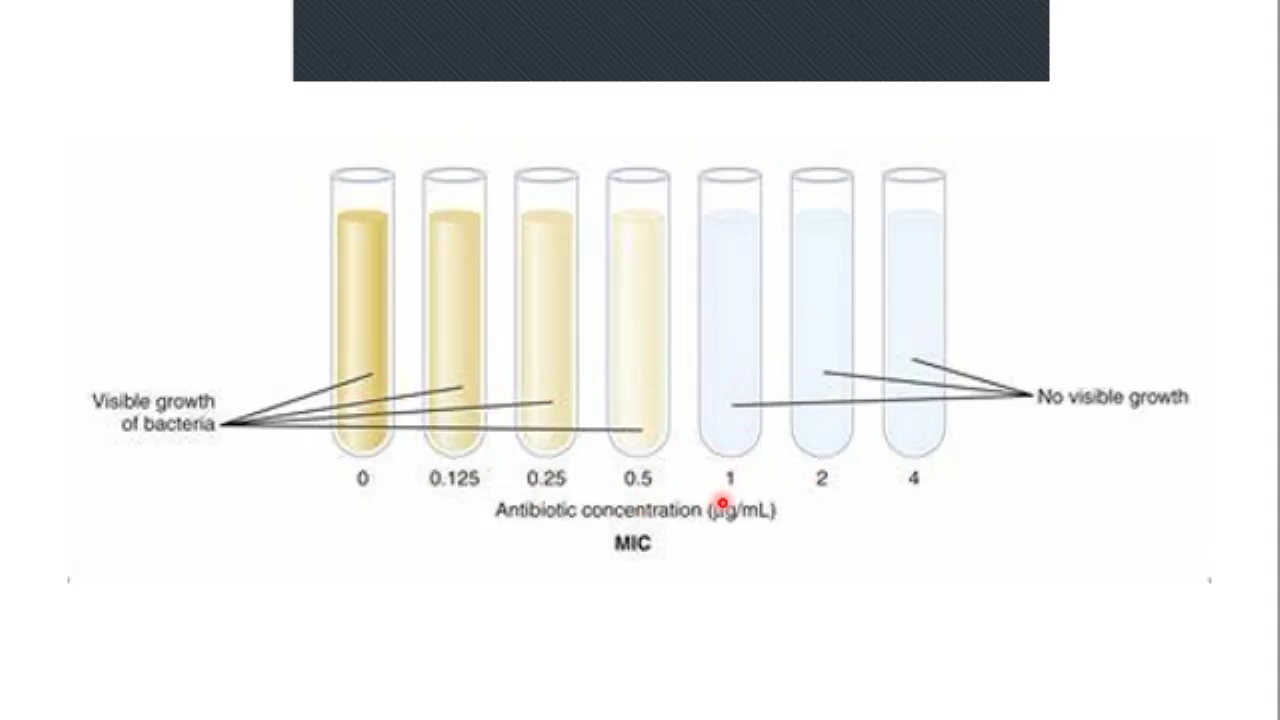 Visible growth
of bacteria
No visible growth
0 0.125 0.25 0.5 1 2 4
Antibiotic concentration (µg/mL)
MIC